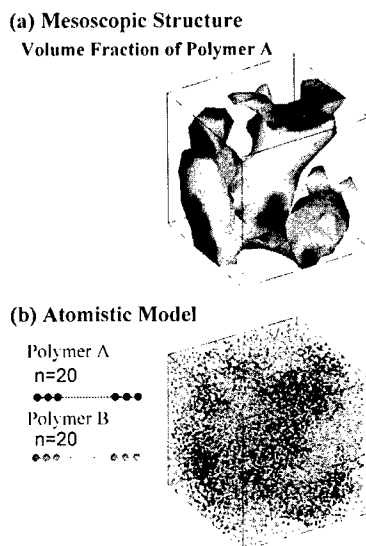 (a) Mesoscopic Structure
Volume Fraction of Polymer A
(b) Atomistic Model
Polymer A
n=20
Polymer B
n=20